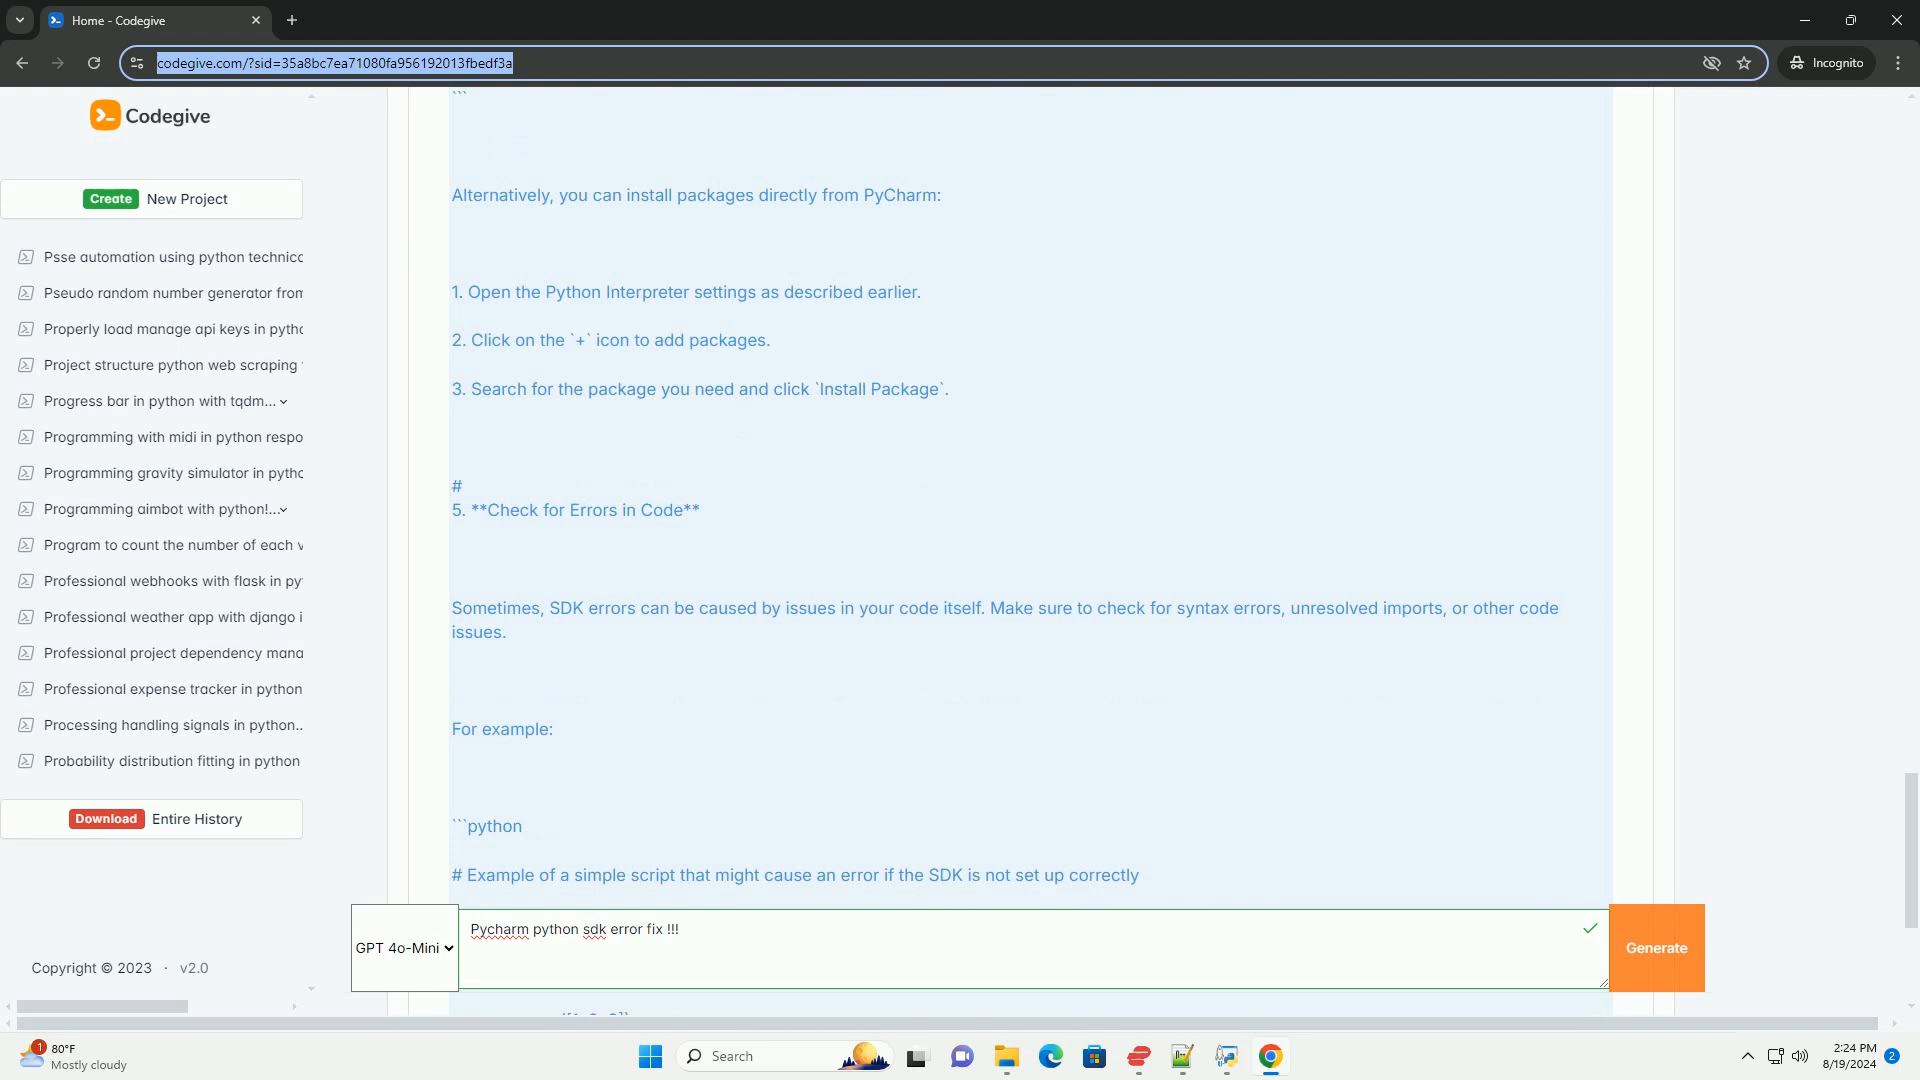 Home - Codegive
codegive.com/?sid=35a8bc7ea71080fa956192013fbedf3a
Incognito
Codegive
Create New Project
Psse automation using python technic
Pseudo random number generator from
Properly load manage api keys in pytho
Project structure python web scraping
Progress bar in python with tqdm...
Programming with midi in python respo
Programming gravity simulator in pytho
Programming aimbot with python!...
Program to count the number of each v
Professional webhooks with flask in py
Professional weather app with django i
Professional project dependency mana
Professional expense tracker in python
Processing handling signals in python..
Probability distribution fitting in python
Download Entire History
Copyright © 2023 · v2.0
```
Alternatively, you can install packages directly from PyCharm:
1. Open the Python Interpreter settings as described earlier.
2. Click on the `+` icon to add packages.
3. Search for the package you need and click `Install Package`.
#
5. **Check for Errors in Code**
Sometimes, SDK errors can be caused by issues in your code itself. Make sure to check for syntax errors, unresolved imports, or other code
issues.
For example:
```python
# Example of a simple script that might cause an error if the SDK is not set up correctly
GPT 4o-Mini
Pycharm python sdk error fix !!!
Generate
1
80°F
Mostly cloudy
Search
2:24 PM
8/19/2024
2